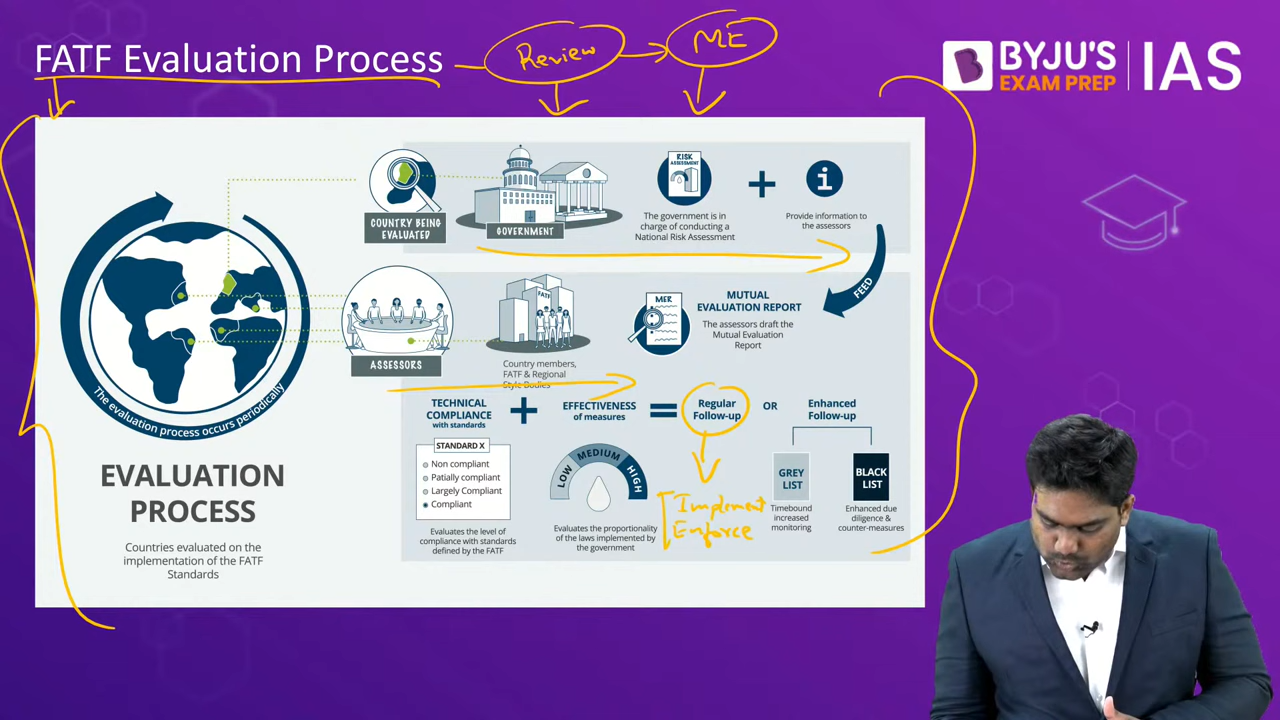 FATF Evaluation Process
Review
ME
BYJU'S
EXAM PREP
IAS
COUNTRY BEING
EVALUATED
GOVERNMENT
RISK
ASSESSMENT
The government is in
charge of conducting a
National Risk Assessment
+
i
Provide information to
the assessors
FEED
The evaluation process occurs periodically
ASSESSORS
FATF
Country members,
FATF & Regional
Style Bodies
MER
MUTUAL
EVALUATION REPORT
The assessors draft the
Mutual Evaluation
Report
EVALUATION
PROCESS
Countries evaluated on the
implementation of the FATF
Standards
TECHNICAL
COMPLIANCE
with standards
STANDARD X
Non compliant
Patially compliant
Largely Compliant
Compliant
Evaluates the level of
compliance with standards
defined by the FATF
+
EFFECTIVENESS
of measures
LOW
MEDIUM
HIGH
Evaluates the proportionality
of the laws implemented by
the government
=
Regular
Follow-up
Implement
Enforce
OR
Enhanced
Follow-up
GREY
LIST
Timebound
increased
monitoring
BLACK
LIST
Enhanced due
diligence &
counter-measures